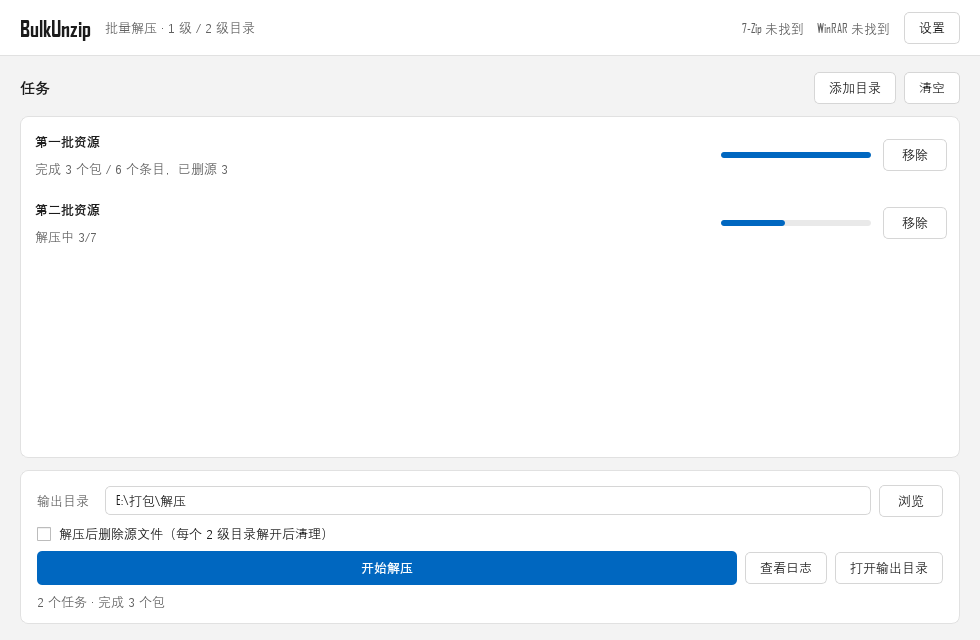 BulkUnzip 批量解压 · 1 级 / 2 级目录 7-Zip 未找到 WinRAR 未找到 设置
任务 添加目录 清空
第一批资源
完成 3 个包 / 6 个条目，已删源 3 移除
第二批资源
解压中 3/7 移除
输出目录 E:\打包\解压 浏览
解压后删除源文件（每个 2 级目录解开后清理）
开始解压 查看日志 打开输出目录
2 个任务 · 完成 3 个包